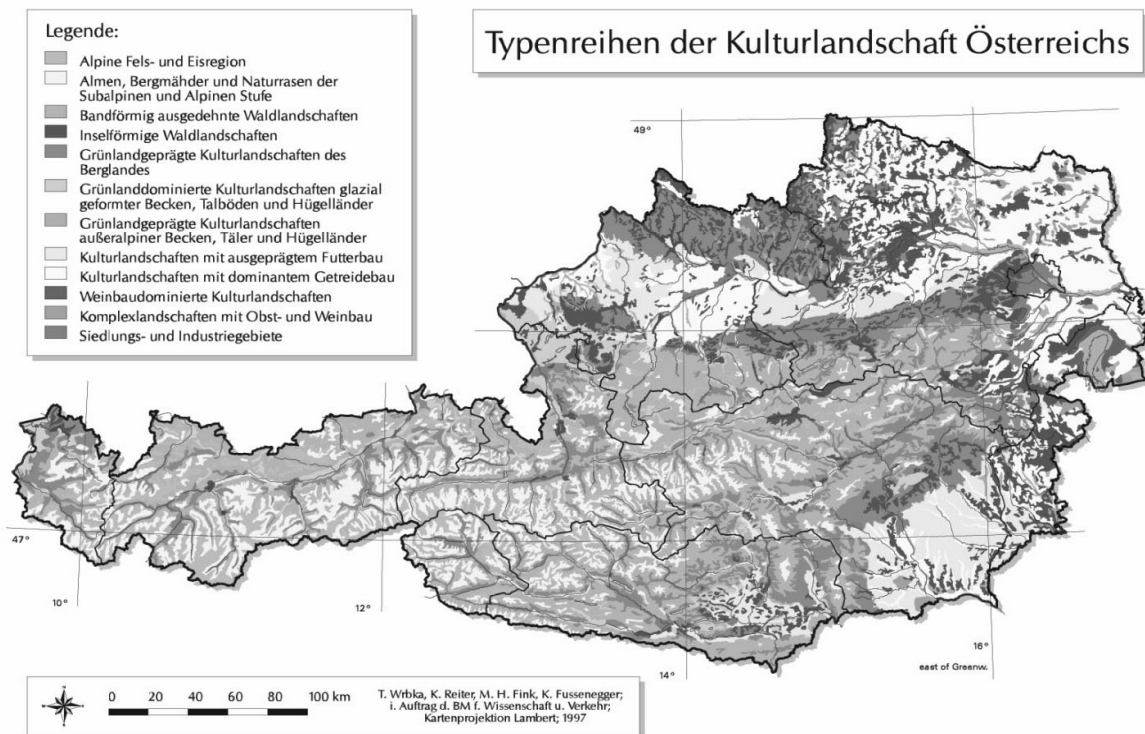 Legende:
Alpine Fels- und Eisregion
Almen, Bergmähder und Naturrasen der
Subalpinen und Alpinen Stufe
Bandförmig ausgedehnte Waldlandschaften
Inselförmige Waldlandschaften
Grünlandgeprägte Kulturlandschaften des
Berglandes
Grünlanddominierte Kulturlandschaften glazial
geformter Becken, Talböden und Hügelländer
Grünlandgeprägte Kulturlandschaften
außeralpiner Becken, Täler und Hügelländer
Kulturlandschaften mit ausgeprägtem Futterbau
Kulturlandschaften mit dominantem Getreidebau
Weinbaudominierte Kulturlandschaften
Komplexlandschaften mit Obst- und Weinbau
Siedlungs- und Industriegebiete
Typenreihen der Kulturlandschaft Österreichs
49°
47°
10°
12°
14°
16°
east of Greenw.
0 20 40 60 80 100 km
T. Wrbka, K. Reiter, M. H. Fink, K. Fussenegger;
i. Auftrag d. BM f. Wissenschaft u. Verkehr;
Kartenprojektion Lambert; 1997